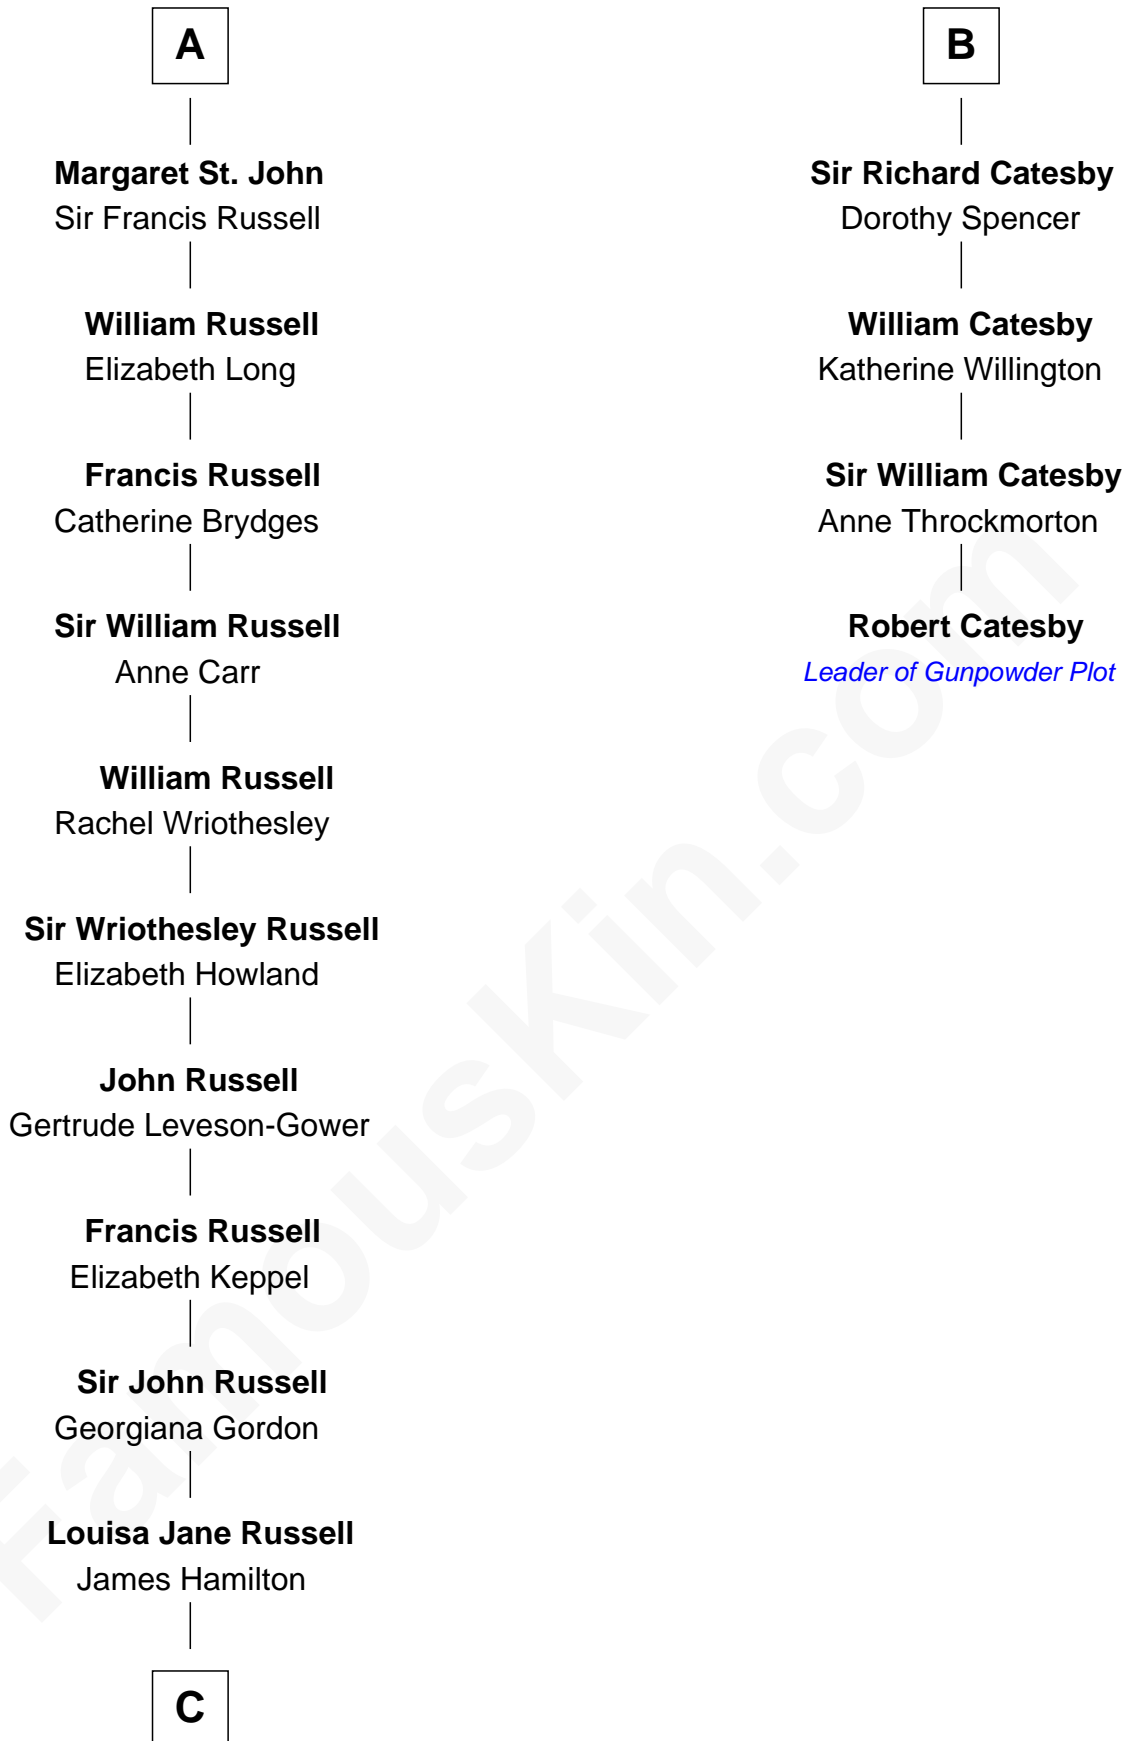 A
Margaret St. John
Sir Francis Russell
William Russell
Elizabeth Long
Francis Russell
Catherine Brydges
Sir William Russell
Anne Carr
William Russell
Rachel Wriothesley
Sir Wriothesley Russell
Elizabeth Howland
John Russell
Gertrude Leveson-Gower
Francis Russell
Elizabeth Keppel
Sir John Russell
Georgiana Gordon
Louisa Jane Russell
James Hamilton
C
B
Sir Richard Catesby
Dorothy Spencer
William Catesby
Katherine Willington
Sir William Catesby
Anne Throckmorton
Robert Catesby
Leader of Gunpowder Plot
FamousKin.com